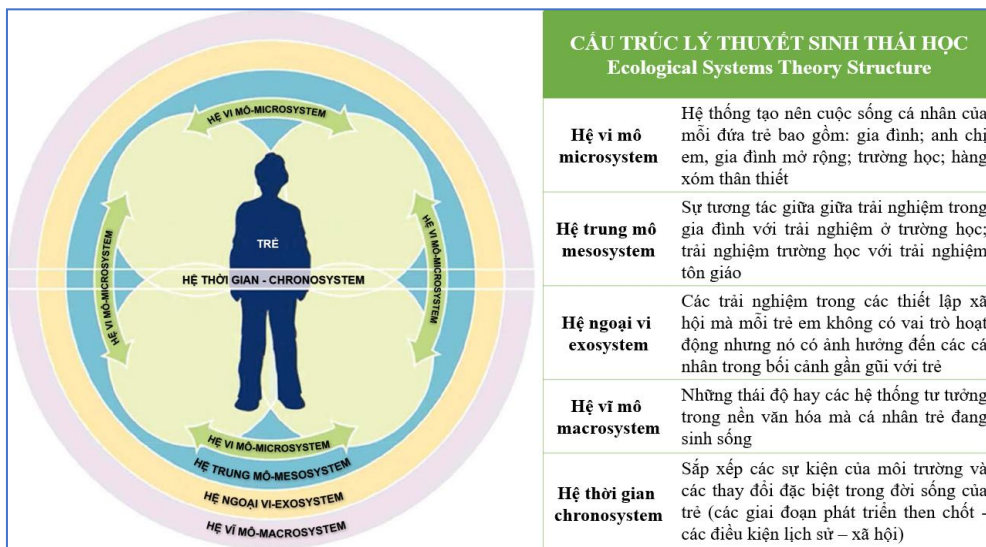 HỆ VI MÔ-MICROSYSTEM
HỆ VI MÔ-MICROSYSTEM
HỆ VI MÔ-MICROSYSTEM
TRẺ
HỆ THỜI GIAN - CHRONOSYSTEM
HỆ VI MÔ-MICROSYSTEM
HỆ TRUNG MÔ-MESOSYSTEM
HỆ NGOẠI VI-EXOSYSTEM
HỆ VĨ MÔ-MACROSYSTEM
CẤU TRÚC LÝ THUYẾT SINH THÁI HỌC
Ecological Systems Theory Structure
Hệ vi mô
microsystem
Hệ thống tạo nên cuộc sống cá nhân của
mỗi đứa trẻ bao gồm: gia đình; anh chị
em, gia đình mở rộng; trường học; hàng
xóm thân thiết
Hệ trung mô
mesosystem
Sự tương tác giữa giữa trải nghiệm trong
gia đình với trải nghiệm ở trường học;
trải nghiệm trường học với trải nghiệm
tôn giáo
Hệ ngoại vi
exosystem
Các trải nghiệm trong các thiết lập xã
hội mà mỗi trẻ em không có vai trò hoạt
động nhưng nó có ảnh hưởng đến các cá
nhân trong bối cảnh gần gũi với trẻ
Hệ vĩ mô
macrosystem
Những thái độ hay các hệ thống tư tưởng
trong nền văn hóa mà cá nhân trẻ đang
sinh sống
Hệ thời gian
chronosystem
Sắp xếp các sự kiện của môi trường và
các thay đổi đặc biệt trong đời sống của
trẻ (các giai đoạn phát triển then chốt -
các điều kiện lịch sử – xã hội)